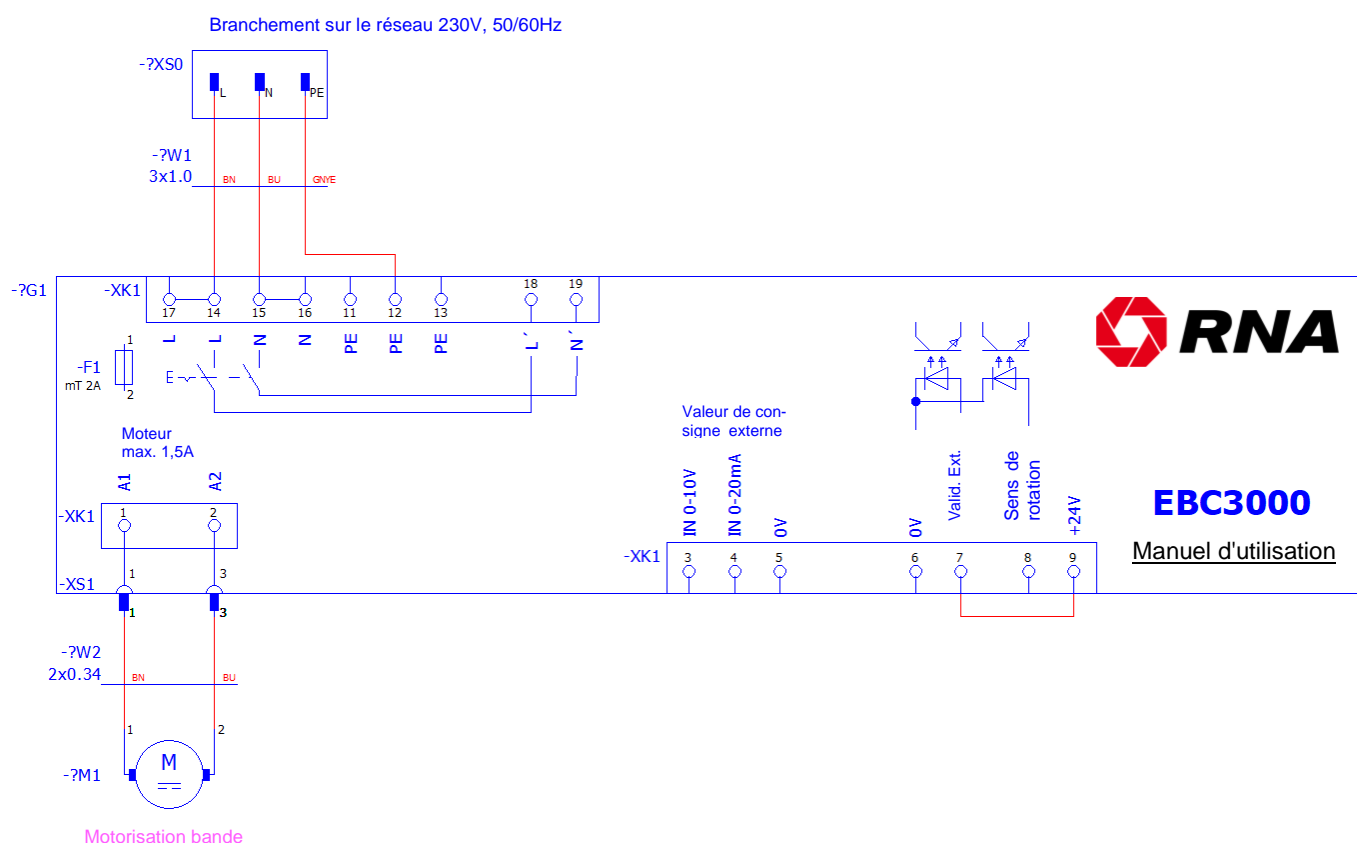 Branchement sur le réseau 230V, 50/60Hz
-?XS0
L N PE
-?W1
3x1.0
BN BU GNYE
-?G1
-XK1
18 19
17 14 15 16 11 12 13
L L N N PE PE PE L´ N´
-F1
mT 2A
1
2
E
RNA
Moteur
max. 1,5A
A1 A2
Valeur de con-
signe externe
IN 0-10V
IN 0-20mA
0V
0V
Valid. Ext.
Sens de
rotation
+24V
EBC3000
Manuel d'utilisation
-XK1
1 2
-XK1
3 4 5 6 7 8 9
-XS1
1 3
1 3
-?W2
2x0.34
BN BU
1 2
M
-?M1
Motorisation bande